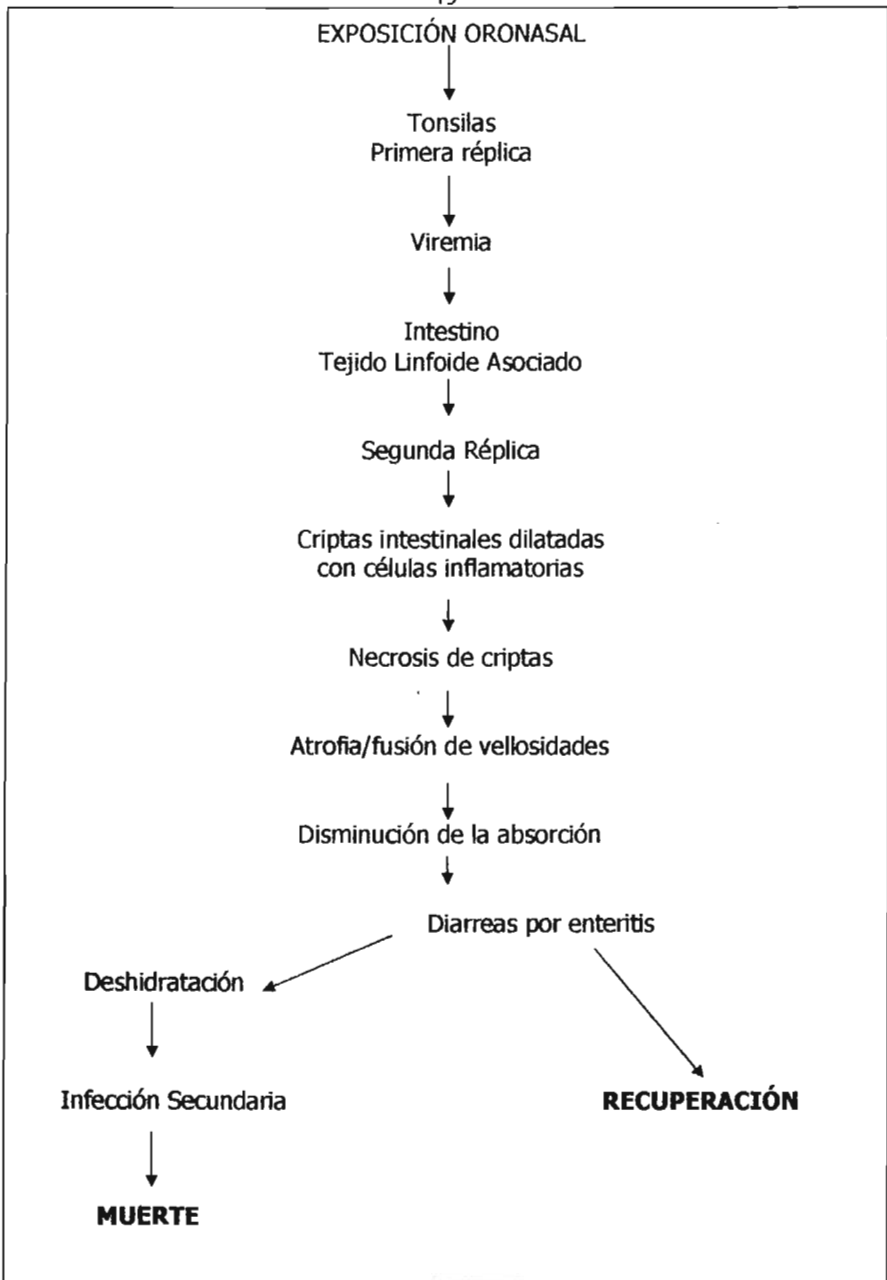 EXPOSICIÓN ORONASAL
Tonsilas
Primera réplica
Viremia
Intestino
Tejido Linfoide Asociado
Segunda Réplica
Criptas intestinales dilatadas
con células inflamatorias
Necrosis de criptas
Atrofia/fusión de vellosidades
Disminución de la absorción
Diarreas por enteritis
Deshidratación
Infección Secundaria
RECUPERACIÓN
MUERTE